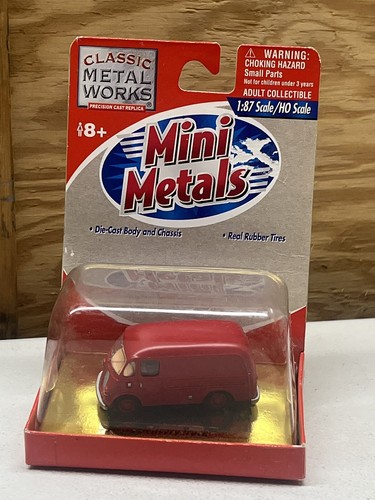 CLASSIC
METAL
WORKS
PRECISION CAST REPLICA
8+
⚠ WARNING:
CHOKING HAZARD
Small Parts
Not for children under 3 years
ADULT COLLECTIBLE
1:87 Scale/HO Scale
Mini
Metals
• Die-Cast Body and Chassis
• Real Rubber Tires